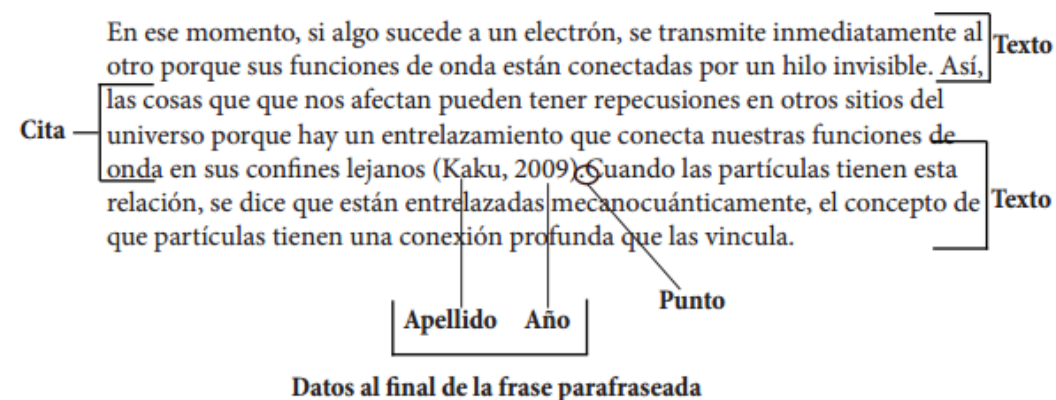 En ese momento, si algo sucede a un electrón, se transmite inmediatamente al
otro porque sus funciones de onda están conectadas por un hilo invisible. Así,
las cosas que que nos afectan pueden tener repecusiones en otros sitios del
universo porque hay un entrelazamiento que conecta nuestras funciones de
onda en sus confines lejanos (Kaku, 2009). Cuando las partículas tienen esta
relación, se dice que están entrelazadas mecanocuánticamente, el concepto de
que partículas tienen una conexión profunda que las vincula.
Texto
Cita
Texto
Punto
Apellido Año
Datos al final de la frase parafraseada